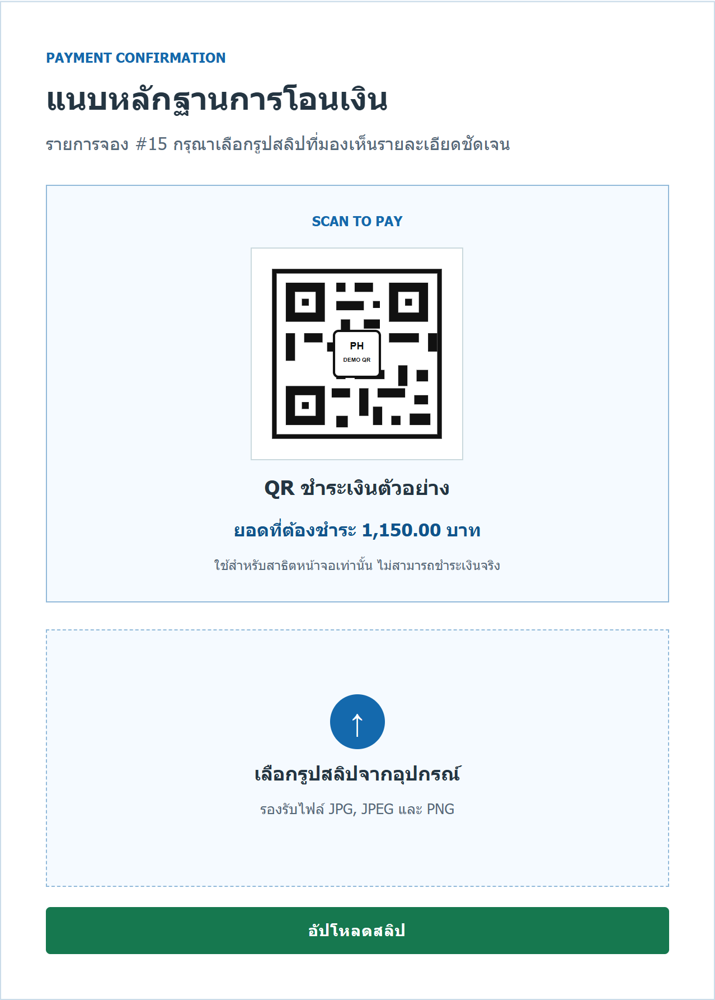 PAYMENT CONFIRMATION
แนบหลักฐานการโอนเงิน
รายการจอง #15 กรุณาเลือกรูปสลิปที่มองเห็นรายละเอียดชัดเจน
SCAN TO PAY
PH
DEMO QR
QR ชำระเงินตัวอย่าง
ยอดที่ต้องชำระ 1,150.00 บาท
ใช้สำหรับสาธิตหน้าจอเท่านั้น ไม่สามารถชำระเงินจริง
↑
เลือกรูปสลิปจากอุปกรณ์
รองรับไฟล์ JPG, JPEG และ PNG
อัปโหลดสลิป